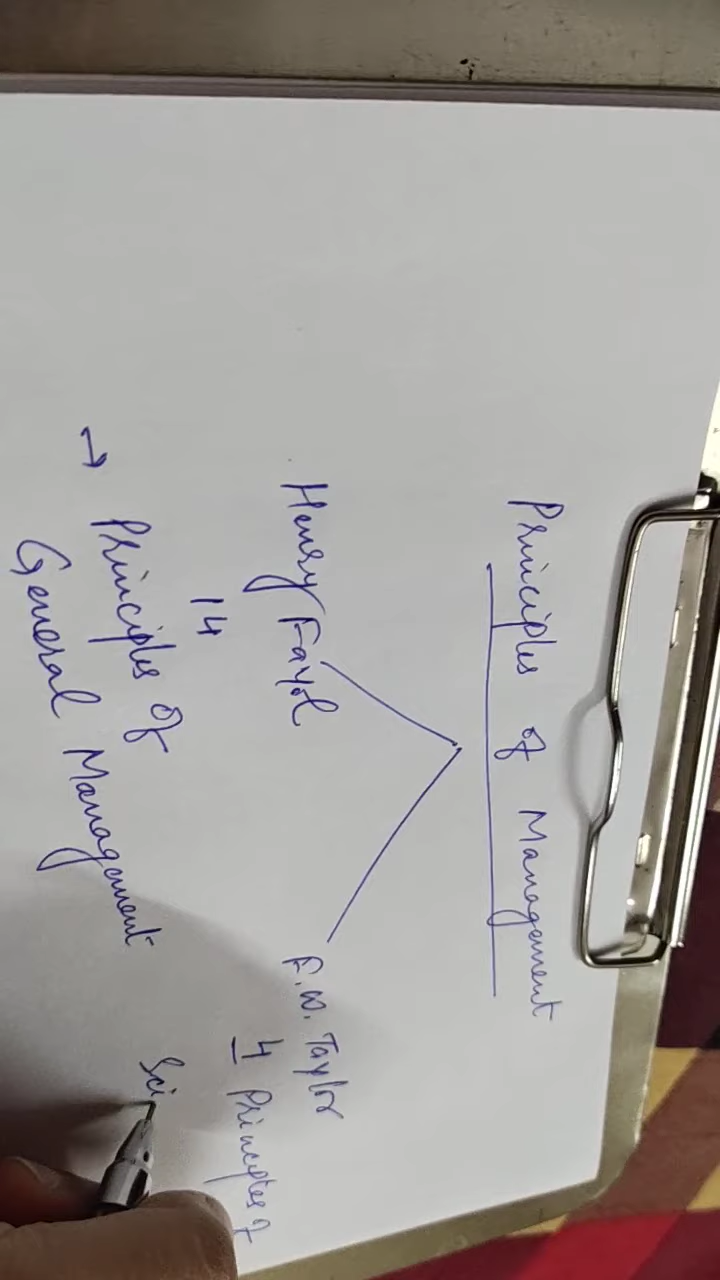 Principles of Management
Henry Fayol
14
→ Principles of
General Management
F.W. Taylor
4 Principles of
Sci